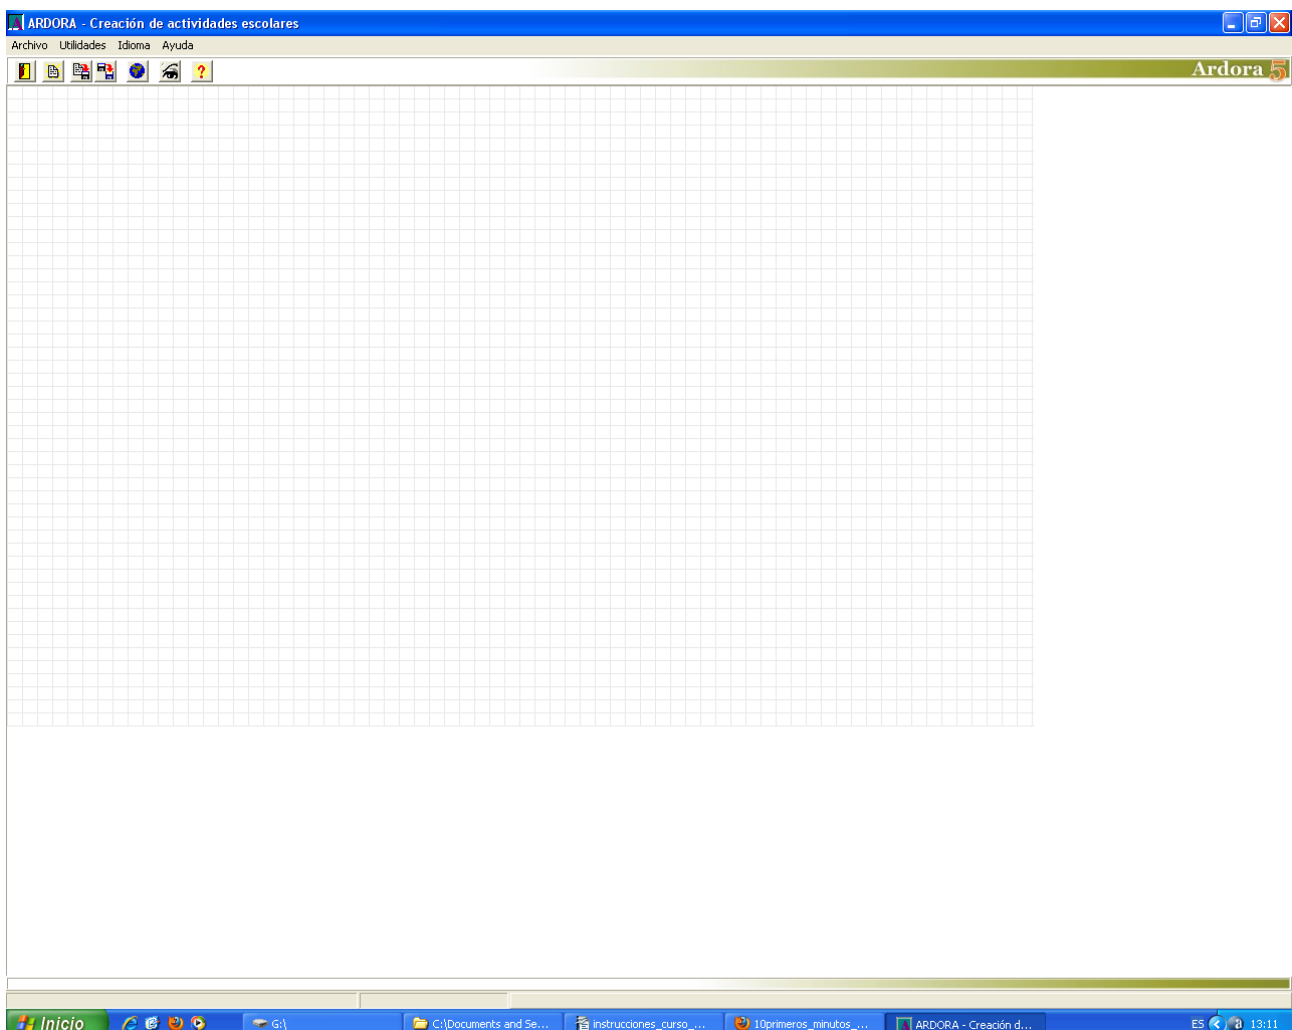 ARDORA - Creación de actividades escolares
Archivo Utilidades Idioma Ayuda
? Ardora 5
Inicio G:\ C:\Documents and Se... instrucciones_curso_... 10primeros_minutos_... ARDORA - Creación d... ES 13:11